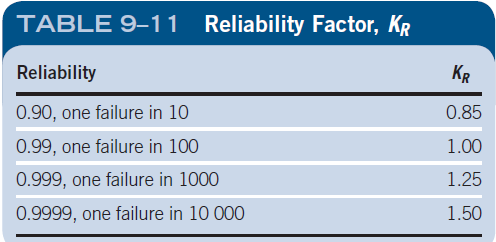 TABLE 9–11 Reliability Factor, KR
Reliability KR
0.90, one failure in 10 0.85
0.99, one failure in 100 1.00
0.999, one failure in 1000 1.25
0.9999, one failure in 10 000 1.50